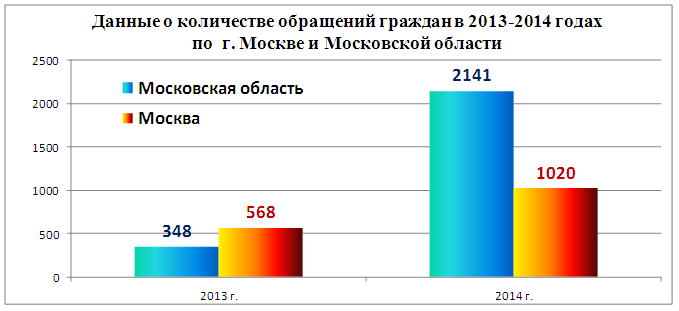 Данные о количестве обращений граждан в 2013-2014 годах
по г. Москве и Московской области
2500
2000
1500
1000
500
0
Московская область
Москва
348
568
2141
1020
2013 г.
2014 г.